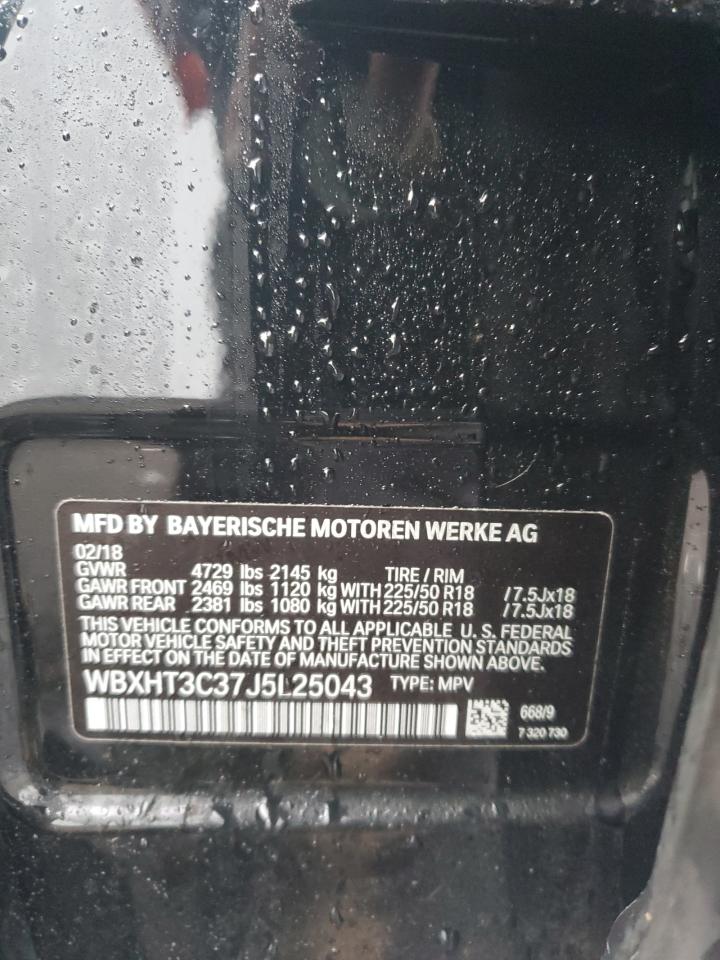 MFD BY BAYERISCHE MOTOREN WERKE AG
02/18
GVWR 4729 lbs 2145 kg TIRE / RIM
GAWR FRONT 2469 lbs 1120 kg WITH 225/50 R18 /7.5Jx18
GAWR REAR 2381 lbs 1080 kg WITH 225/50 R18 /7.5Jx18
THIS VEHICLE CONFORMS TO ALL APPLICABLE U. S. FEDERAL
MOTOR VEHICLE SAFETY AND THEFT PREVENTION STANDARDS
IN EFFECT ON THE DATE OF MANUFACTURE SHOWN ABOVE.
WBXHT3C37J5L25043 TYPE: MPV
668/9
7 320 730